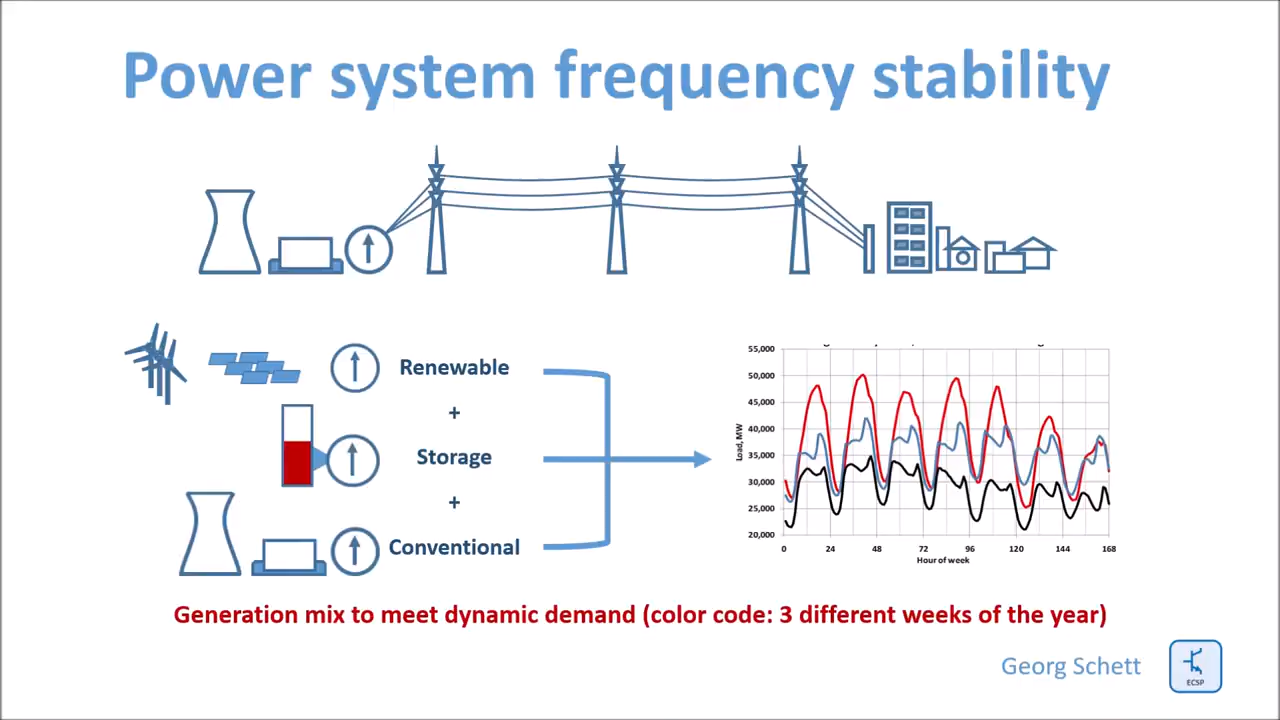 Power system frequency stability
Renewable
+
Storage
+
Conventional
55,000
50,000
45,000
40,000
35,000
30,000
25,000
20,000
Load, MW
0 24 48 72 96 120 144 168
Hour of week
Generation mix to meet dynamic demand (color code: 3 different weeks of the year)
Georg Schett
ECSP